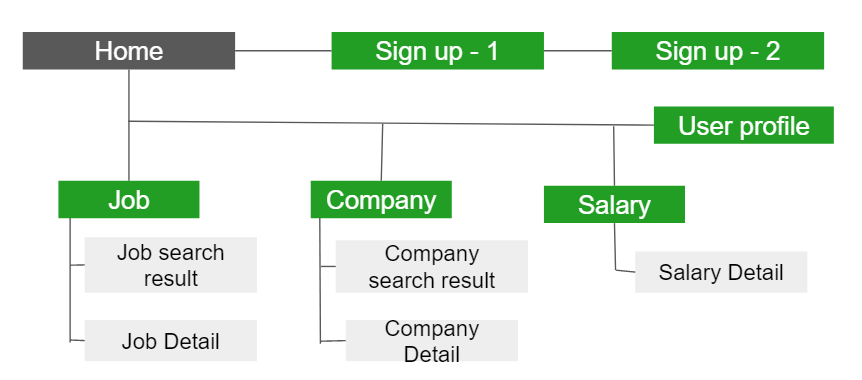 Home
Sign up - 1
Sign up - 2
User profile
Job
Company
Salary
Job search
result
Company
search result
Salary Detail
Job Detail
Company
Detail